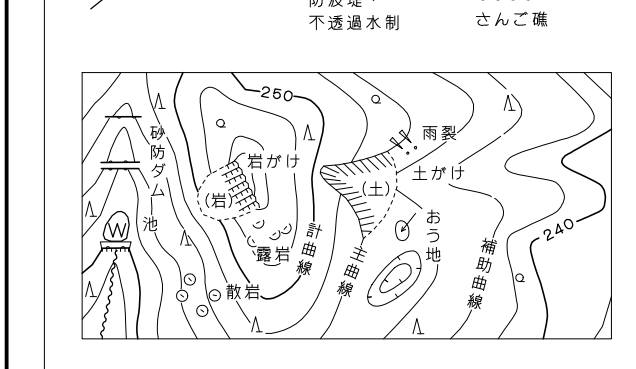 防波堤・
不透過水制
さんご礁
250
雨裂
砂防ダム
岩がけ
土がけ
(岩)
(土)
池
W
計曲線
主曲線
おう地
補助曲線
240
露岩
散岩